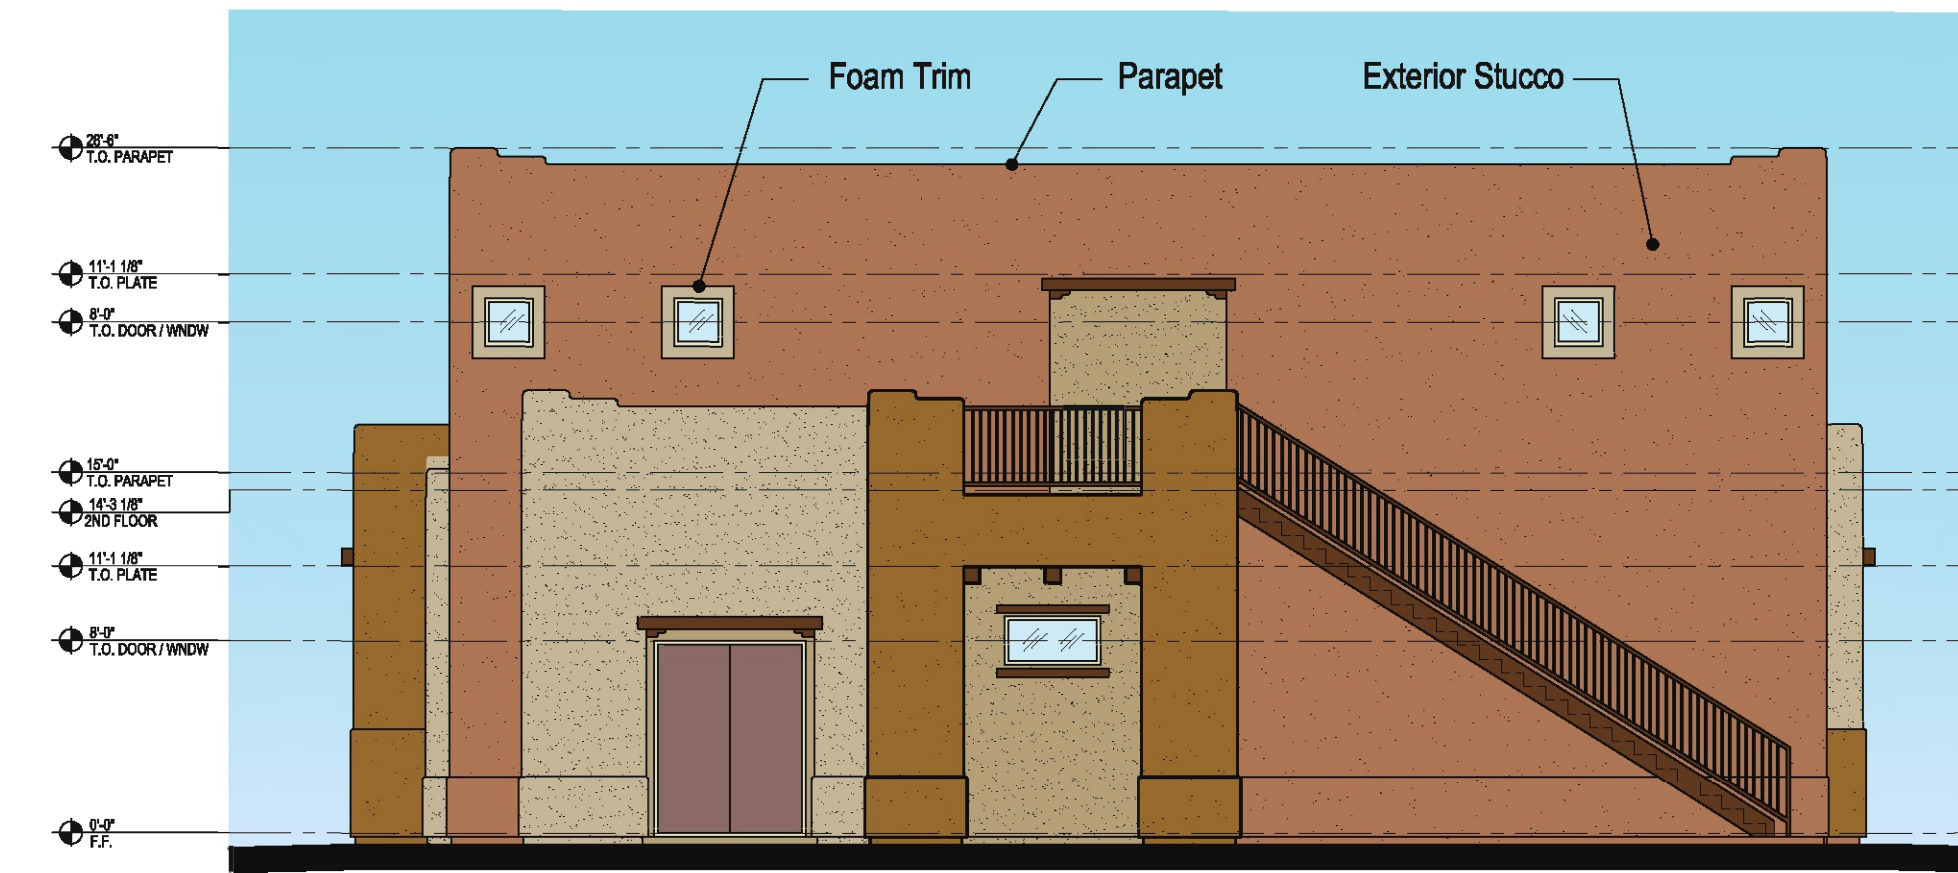 Foam Trim
Parapet
Exterior Stucco
28'-6"
T.O. PARAPET
11'-1 1/8"
T.O. PLATE
8'-0"
T.O. DOOR / WNDW
15'-0"
T.O. PARAPET
14'-3 1/8"
2ND FLOOR
11'-1 1/8"
T.O. PLATE
8'-0"
T.O. DOOR / WNDW
0'-0"
F.F.